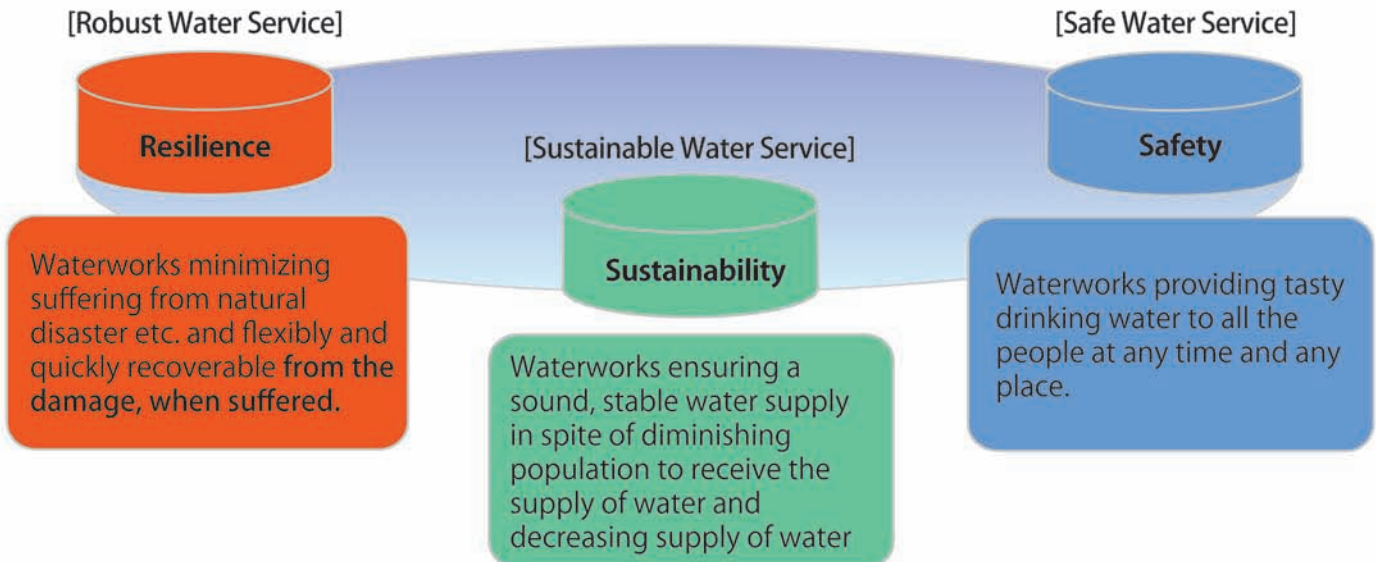 [Robust Water Service]
Resilience
Waterworks minimizing
suffering from natural
disaster etc. and flexibly and
quickly recoverable from the
damage, when suffered.
[Sustainable Water Service]
Sustainability
Waterworks ensuring a
sound, stable water supply
in spite of diminishing
population to receive the
supply of water and
decreasing supply of water
[Safe Water Service]
Safety
Waterworks providing tasty
drinking water to all the
people at any time and any
place.